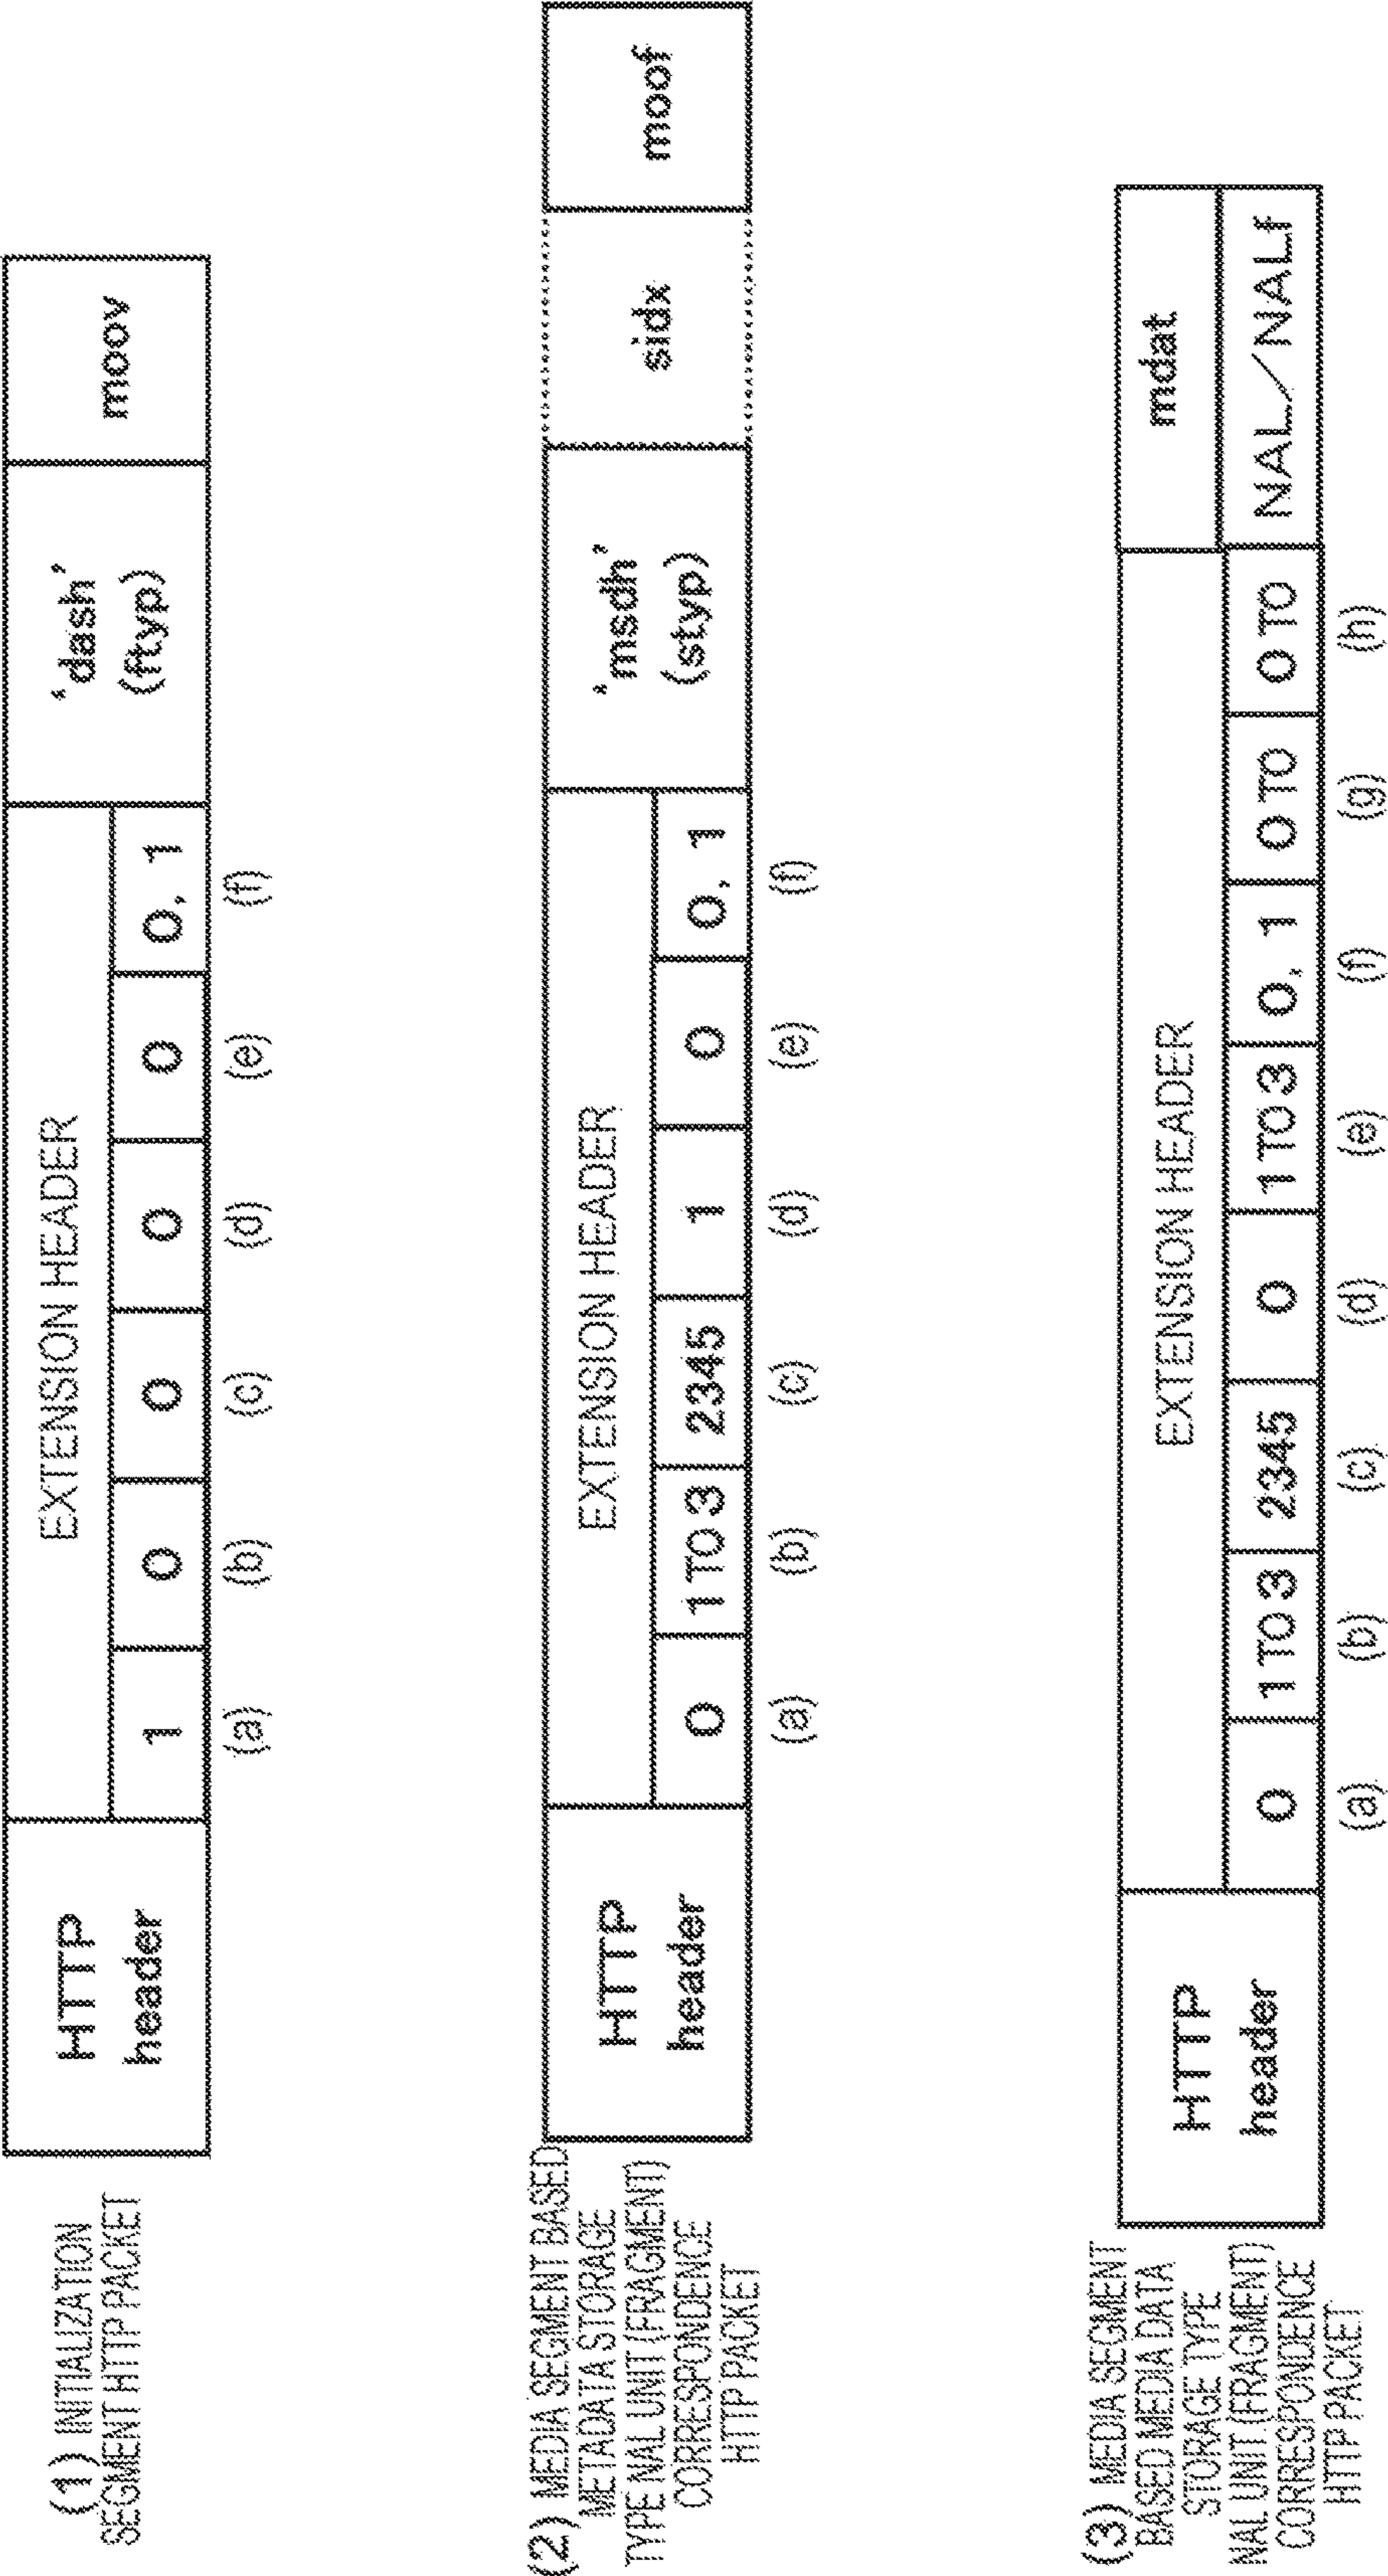 (1) INITIALIZATION
SEGMENT HTTP PACKET
HTTP
header
EXTENSION HEADER
1 0 0 0 0 0, 1
(a) (b) (c) (d) (e) (f)
'dash'
(ftyp)
moov
(2) MEDIA SEGMENT BASED
METADATA STORAGE
TYPE NAL UNIT (FRAGMENT)
CORRESPONDENCE
HTTP PACKET
HTTP
header
EXTENSION HEADER
0 1 TO 3 2345 1 0 0, 1
(a) (b) (c) (d) (e) (f)
'msdh'
(styp)
sidx
moof
(3) MEDIA SEGMENT
BASED MEDIA DATA
STORAGE TYPE
NAL UNIT (FRAGMENT)
CORRESPONDENCE
HTTP PACKET
HTTP
header
EXTENSION HEADER
0 1 TO 3 2345 0 1 TO 3 0, 1 0 TO 0 TO
(a) (b) (c) (d) (e) (f) (g) (h)
mdat
NAL/NALf